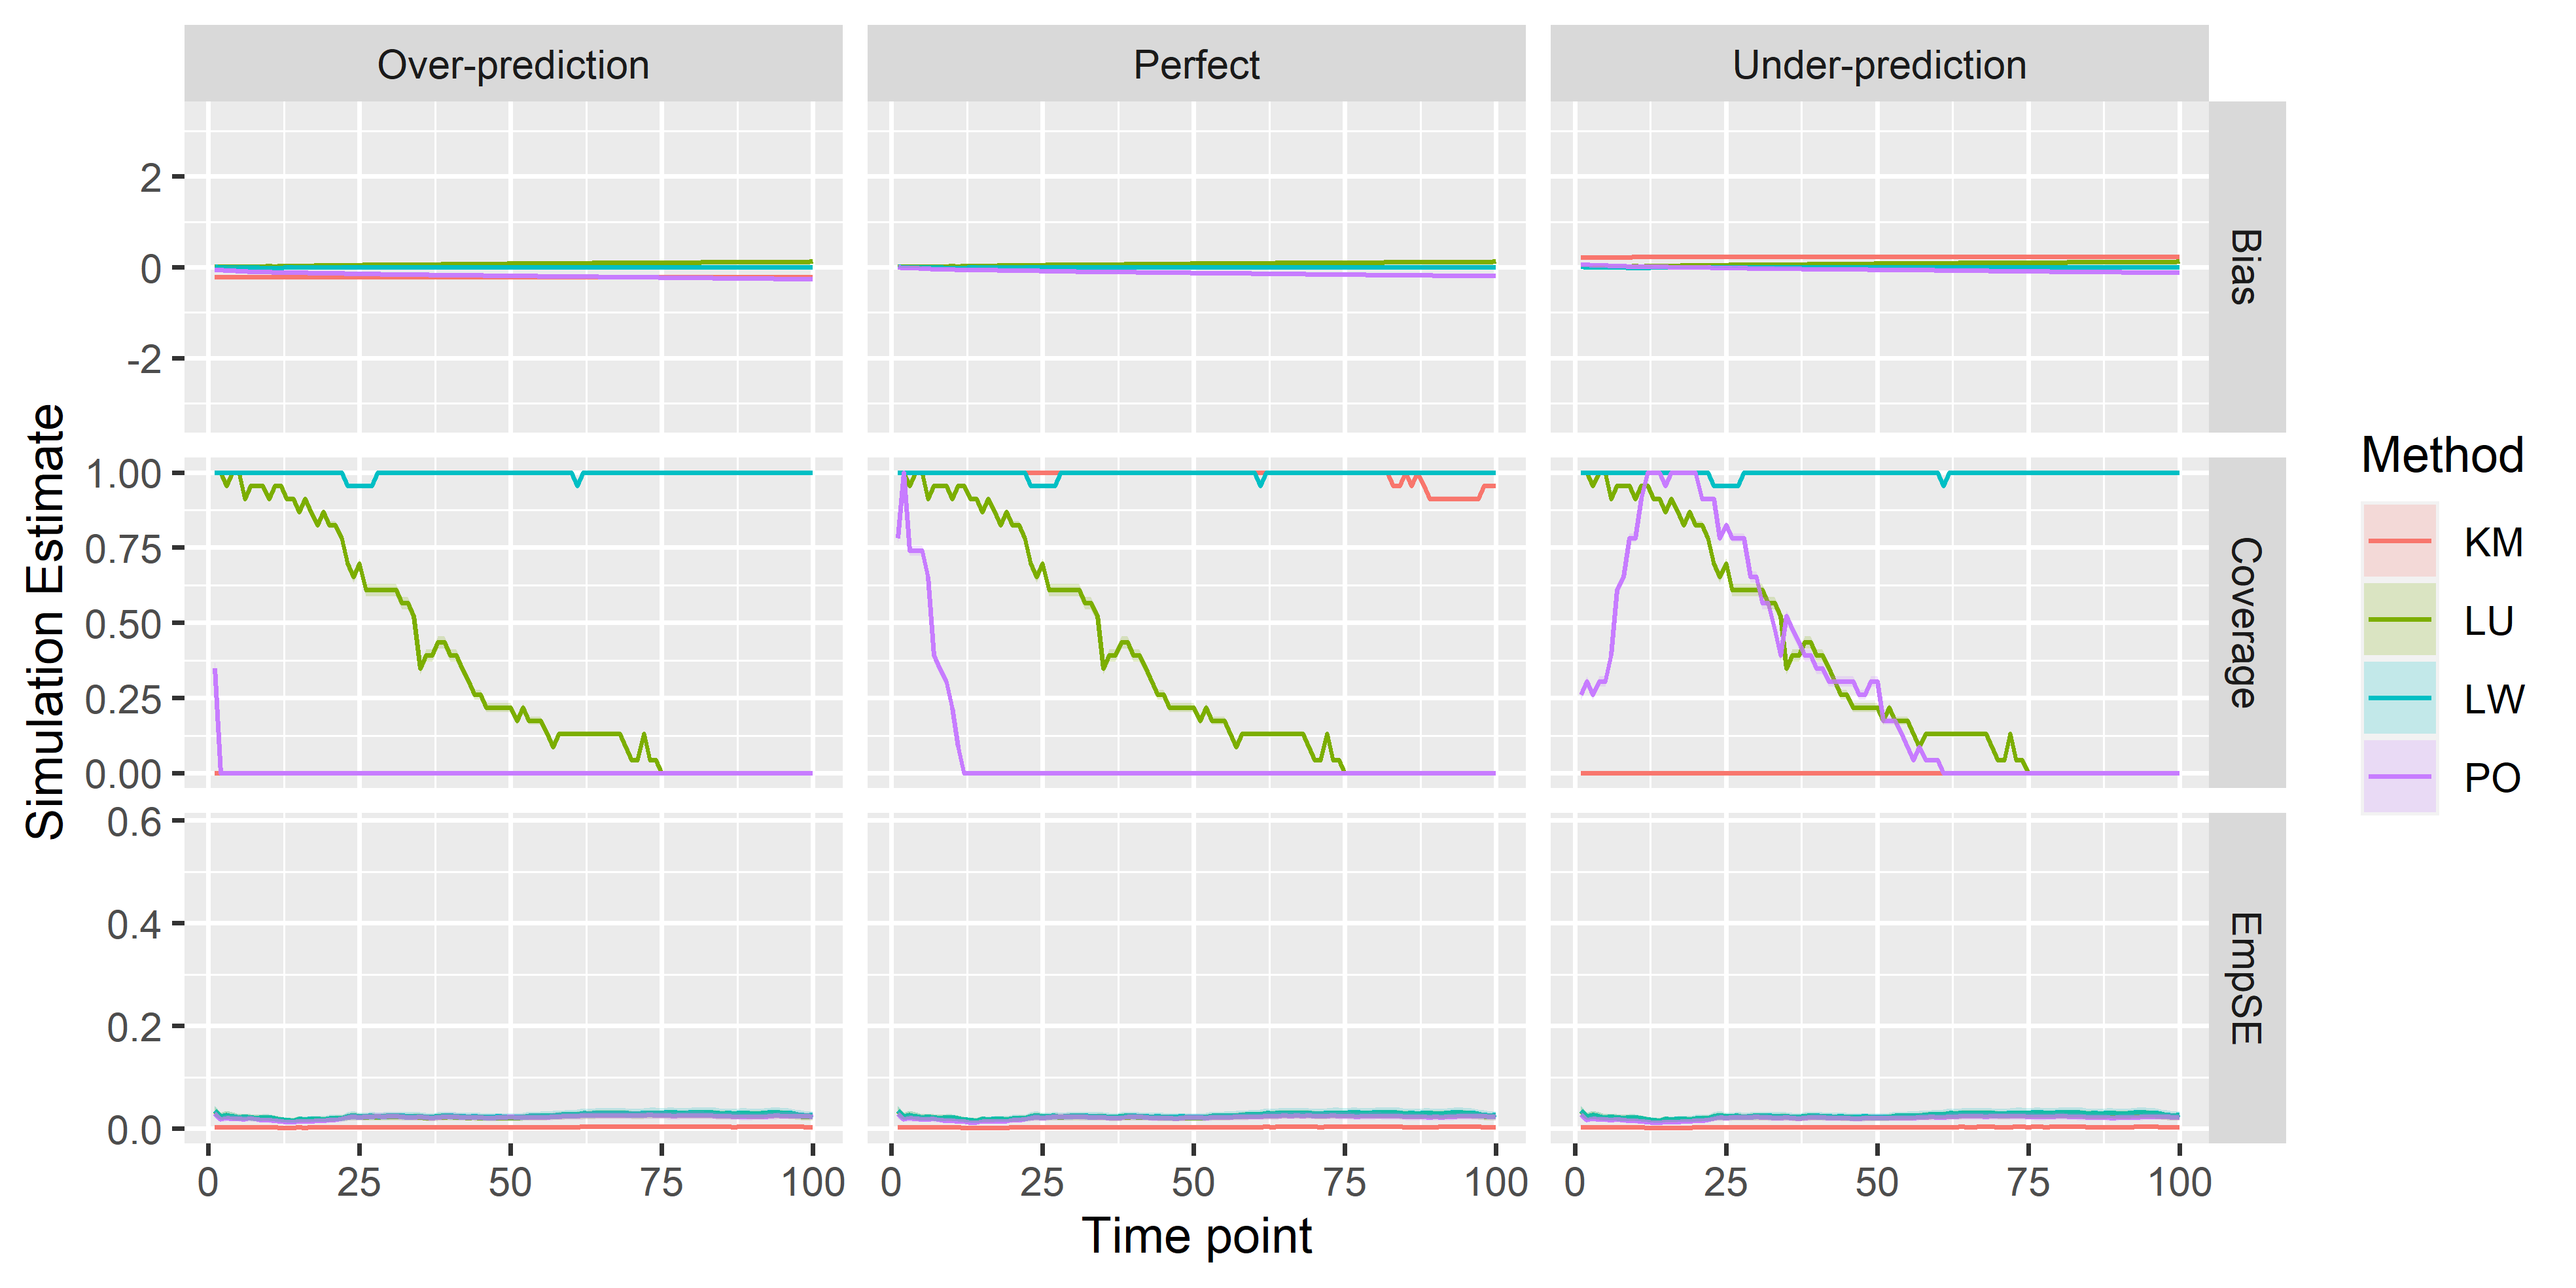 Over-prediction
Perfect
Under-prediction
2
0
-2
Bias
1.00
0.75
0.50
0.25
0.00
Coverage
0.6
0.4
0.2
0.0
EmpSE
0 25 50 75 100
0 25 50 75 100
0 25 50 75 100
Time point
Simulation Estimate
Method
KM
LU
LW
PO